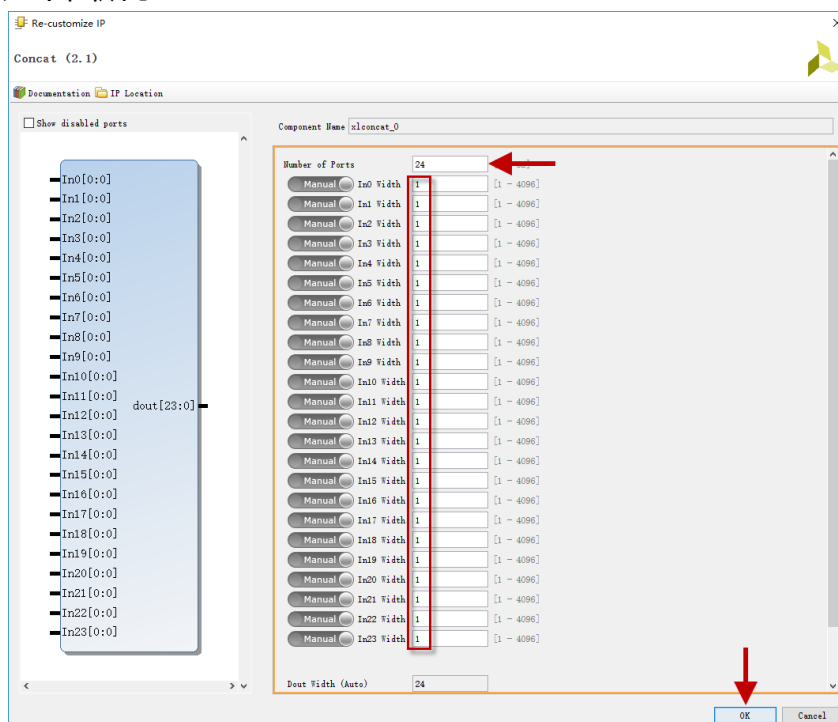 Re-customize IP
Concat (2.1)
Documentation IP Location
Show disabled ports
In0[0:0]
In1[0:0]
In2[0:0]
In3[0:0]
In4[0:0]
In5[0:0]
In6[0:0]
In7[0:0]
In8[0:0]
In9[0:0]
In10[0:0]
In11[0:0]
dout[23:0]
In12[0:0]
In13[0:0]
In14[0:0]
In15[0:0]
In16[0:0]
In17[0:0]
In18[0:0]
In19[0:0]
In20[0:0]
In21[0:0]
In22[0:0]
In23[0:0]
Component Name xlconcat_0
Number of Ports 24
Manual In0 Width 1 [1 - 4096]
Manual In1 Width 1 [1 - 4096]
Manual In2 Width 1 [1 - 4096]
Manual In3 Width 1 [1 - 4096]
Manual In4 Width 1 [1 - 4096]
Manual In5 Width 1 [1 - 4096]
Manual In6 Width 1 [1 - 4096]
Manual In7 Width 1 [1 - 4096]
Manual In8 Width 1 [1 - 4096]
Manual In9 Width 1 [1 - 4096]
Manual In10 Width 1 [1 - 4096]
Manual In11 Width 1 [1 - 4096]
Manual In12 Width 1 [1 - 4096]
Manual In13 Width 1 [1 - 4096]
Manual In14 Width 1 [1 - 4096]
Manual In15 Width 1 [1 - 4096]
Manual In16 Width 1 [1 - 4096]
Manual In17 Width 1 [1 - 4096]
Manual In18 Width 1 [1 - 4096]
Manual In19 Width 1 [1 - 4096]
Manual In20 Width 1 [1 - 4096]
Manual In21 Width 1 [1 - 4096]
Manual In22 Width 1 [1 - 4096]
Manual In23 Width 1 [1 - 4096]
Dout Width (Auto) 24
OK Cancel